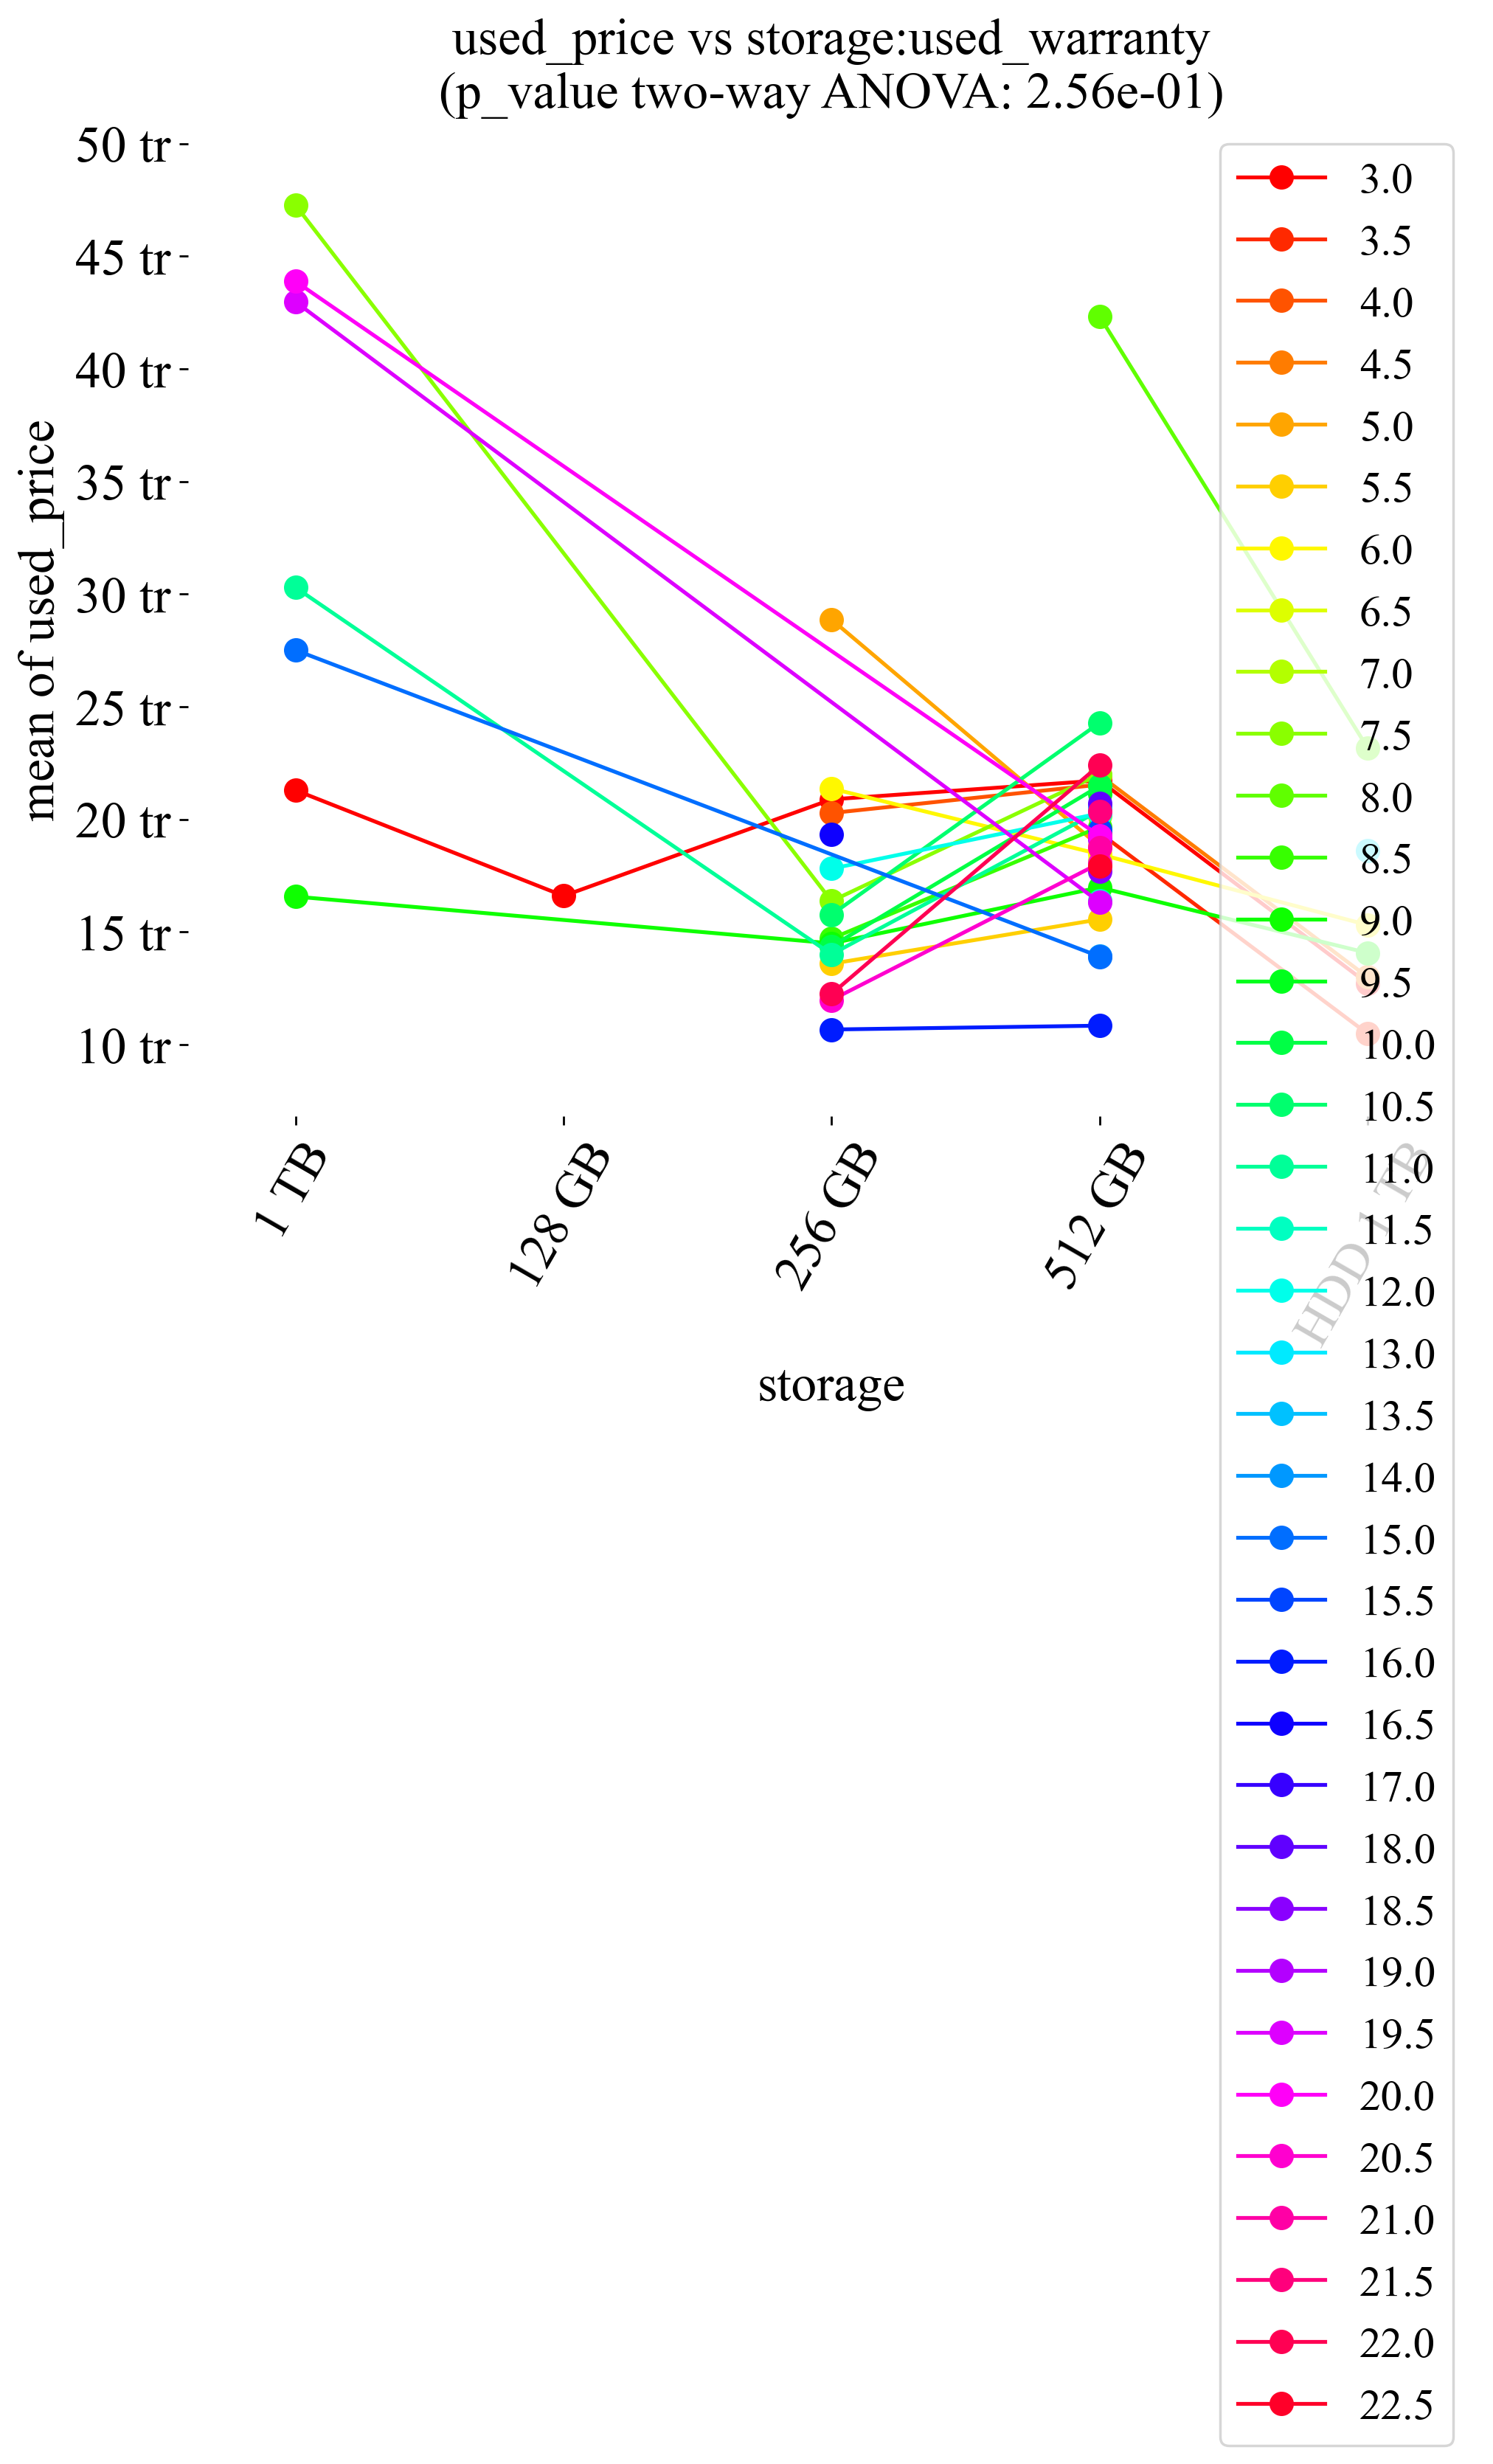 used_price vs storage:used_warranty
(p_value two-way ANOVA: 2.56e-01)
50 tr
45 tr
40 tr
35 tr
30 tr
25 tr
20 tr
15 tr
10 tr
mean of used_price
1 TB
128 GB
256 GB
512 GB
HDD 1 TB
storage
3.0
3.5
4.0
4.5
5.0
5.5
6.0
6.5
7.0
7.5
8.0
8.5
9.0
9.5
10.0
10.5
11.0
11.5
12.0
13.0
13.5
14.0
15.0
15.5
16.0
16.5
17.0
18.0
18.5
19.0
19.5
20.0
20.5
21.0
21.5
22.0
22.5